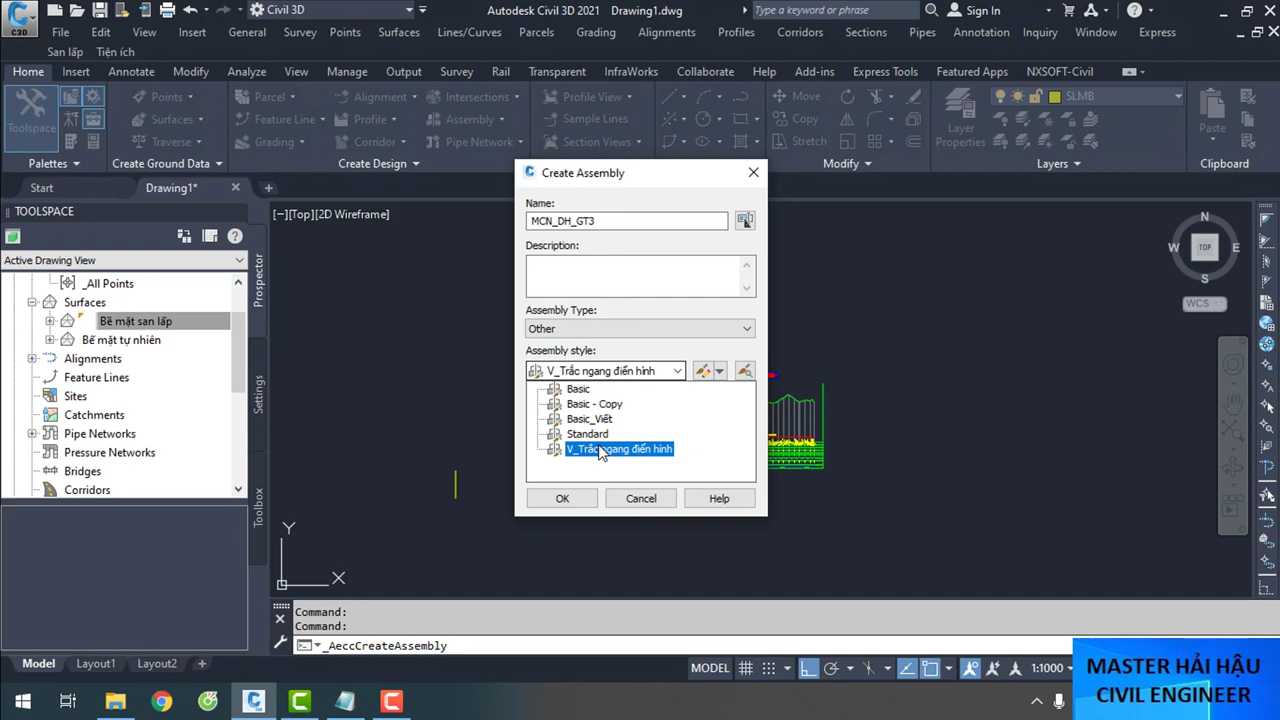 Civil 3D
Autodesk Civil 3D 2021 Drawing1.dwg
Type a keyword or phrase
Sign In
C3D
File Edit View Insert General Survey Points Surfaces Lines/Curves Parcels Grading Alignments Profiles Corridors Sections Pipes Annotation Inquiry Window Express
San lấp Tiện ích
Home Insert Annotate Modify Analyze View Manage Output Survey Rail Transparent InfraWorks Collaborate Help Add-ins Express Tools Featured Apps NXSOFT-Civil
Toolspace
Points Parcel Alignment Intersections Profile View Move
Surfaces Feature Line Profile Assembly Sample Lines Copy
Traverse Grading Corridor Pipe Network Section Views Stretch
Layer Properties
SLMB
Paste
Palettes Create Ground Data Create Design Modify Layers Clipboard
Start Drawing1*
TOOLSPACE
Active Drawing View
_All Points
Surfaces
Bề mặt san lấp
Bề mặt tự nhiên
Alignments
Feature Lines
Sites
Catchments
Pipe Networks
Pressure Networks
Bridges
Corridors
Prospector
Settings
Survey
Toolbox
[−][Top][2D Wireframe]
Create Assembly
Name:
MCN_DH_GT3
Description:
Assembly Type:
Other
Assembly style:
V_Trắc ngang điển hình
Basic
Basic - Copy
Basic_Viết
Standard
V_Trắc ngang điển hình
OK Cancel Help
N
W TOP E
S
WCS
Y
X
Command:
Command:
_AeccCreateAssembly
Model Layout1 Layout2
MODEL
1:1000
MASTER HẢI HẬU
CIVIL ENGINEER